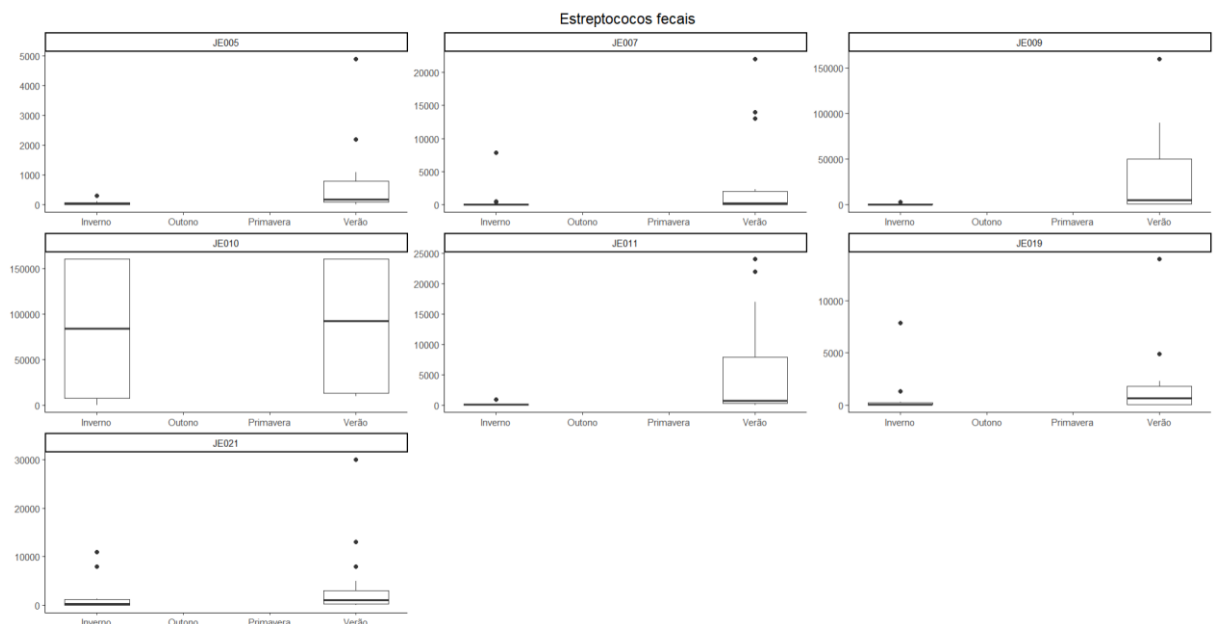 Estreptococos fecais
JE005
5000
4000
3000
2000
1000
0
Inverno Outono Primavera Verão
JE007
20000
15000
10000
5000
0
Inverno Outono Primavera Verão
JE009
150000
100000
50000
0
Inverno Outono Primavera Verão
JE010
150000
100000
50000
0
Inverno Outono Primavera Verão
JE011
25000
20000
15000
10000
5000
0
Inverno Outono Primavera Verão
JE019
10000
5000
0
Inverno Outono Primavera Verão
JE021
30000
20000
10000
0
Inverno Outono Primavera Verão